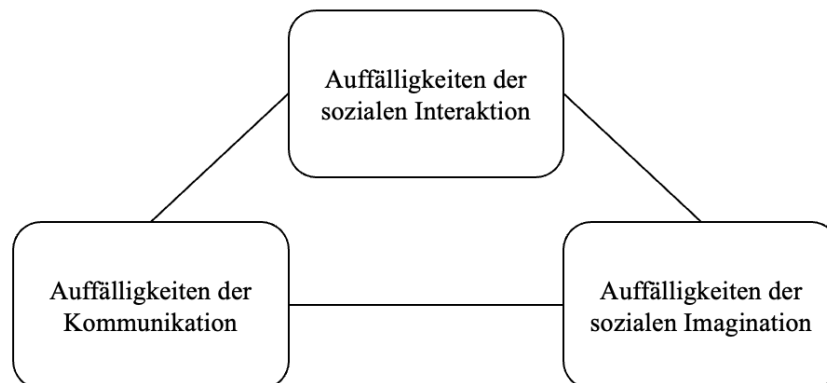 Auffälligkeiten der
sozialen Interaktion
Auffälligkeiten der
Kommunikation
Auffälligkeiten der
sozialen Imagination